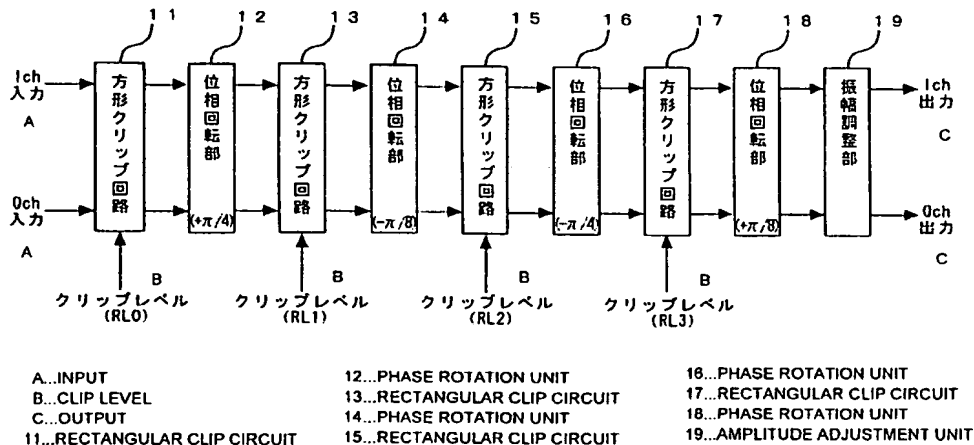 11 12 13 14 15 16 17 18 19
Ich
入力
A
Qch
入力
A
方形クリップ回路
位相回転部
(+π/4)
方形クリップ回路
位相回転部
(−π/8)
方形クリップ回路
位相回転部
(−π/4)
方形クリップ回路
位相回転部
(+π/8)
振幅調整部
Ich
出力
C
Qch
出力
C
B
クリップレベル
(RL0)
B
クリップレベル
(RL1)
B
クリップレベル
(RL2)
B
クリップレベル
(RL3)
A...INPUT
B...CLIP LEVEL
C...OUTPUT
11...RECTANGULAR CLIP CIRCUIT
12...PHASE ROTATION UNIT
13...RECTANGULAR CLIP CIRCUIT
14...PHASE ROTATION UNIT
15...RECTANGULAR CLIP CIRCUIT
16...PHASE ROTATION UNIT
17...RECTANGULAR CLIP CIRCUIT
18...PHASE ROTATION UNIT
19...AMPLITUDE ADJUSTMENT UNIT